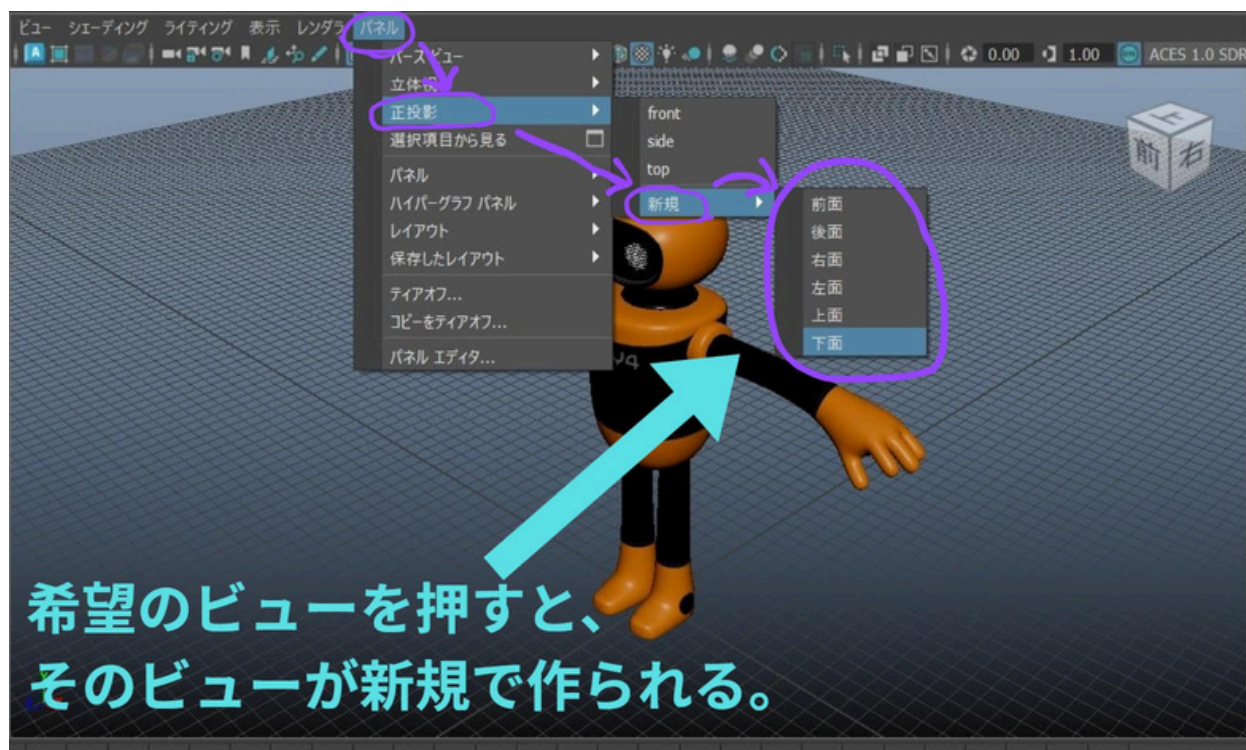 ビュー シェーディング ライティング 表示 レンダラ パネル
0.00 1.00 ON ACES 1.0 SDR
パースビュー
立体視
正投影
選択項目から見る
パネル
ハイパーグラフ パネル
レイアウト
保存したレイアウト
ティアオフ...
コピーをティアオフ...
パネル エディタ...
front
side
top
新規
前面
後面
右面
左面
上面
下面
上
前 右
希望のビューを押すと、
そのビューが新規で作られる。